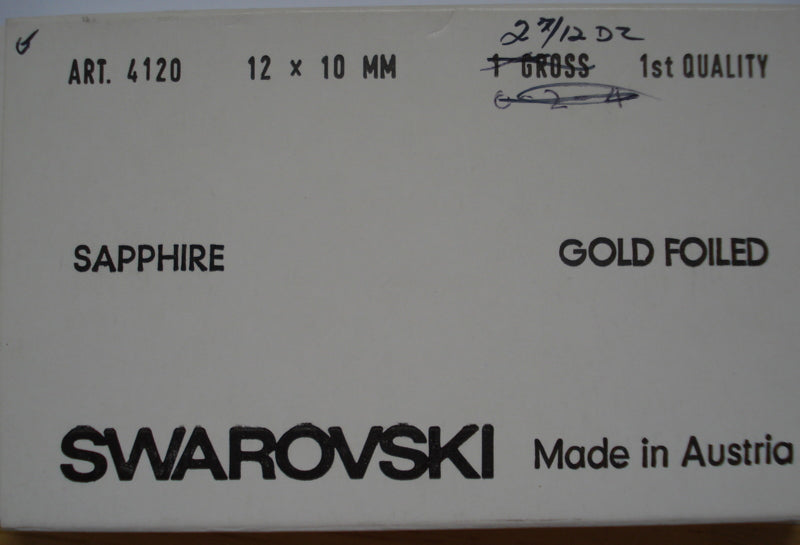 2 7/12 DZ
ART. 4120 12 x 10 MM 1 GROSS 1st QUALITY
SAPPHIRE GOLD FOILED
SWAROVSKI Made in Austria